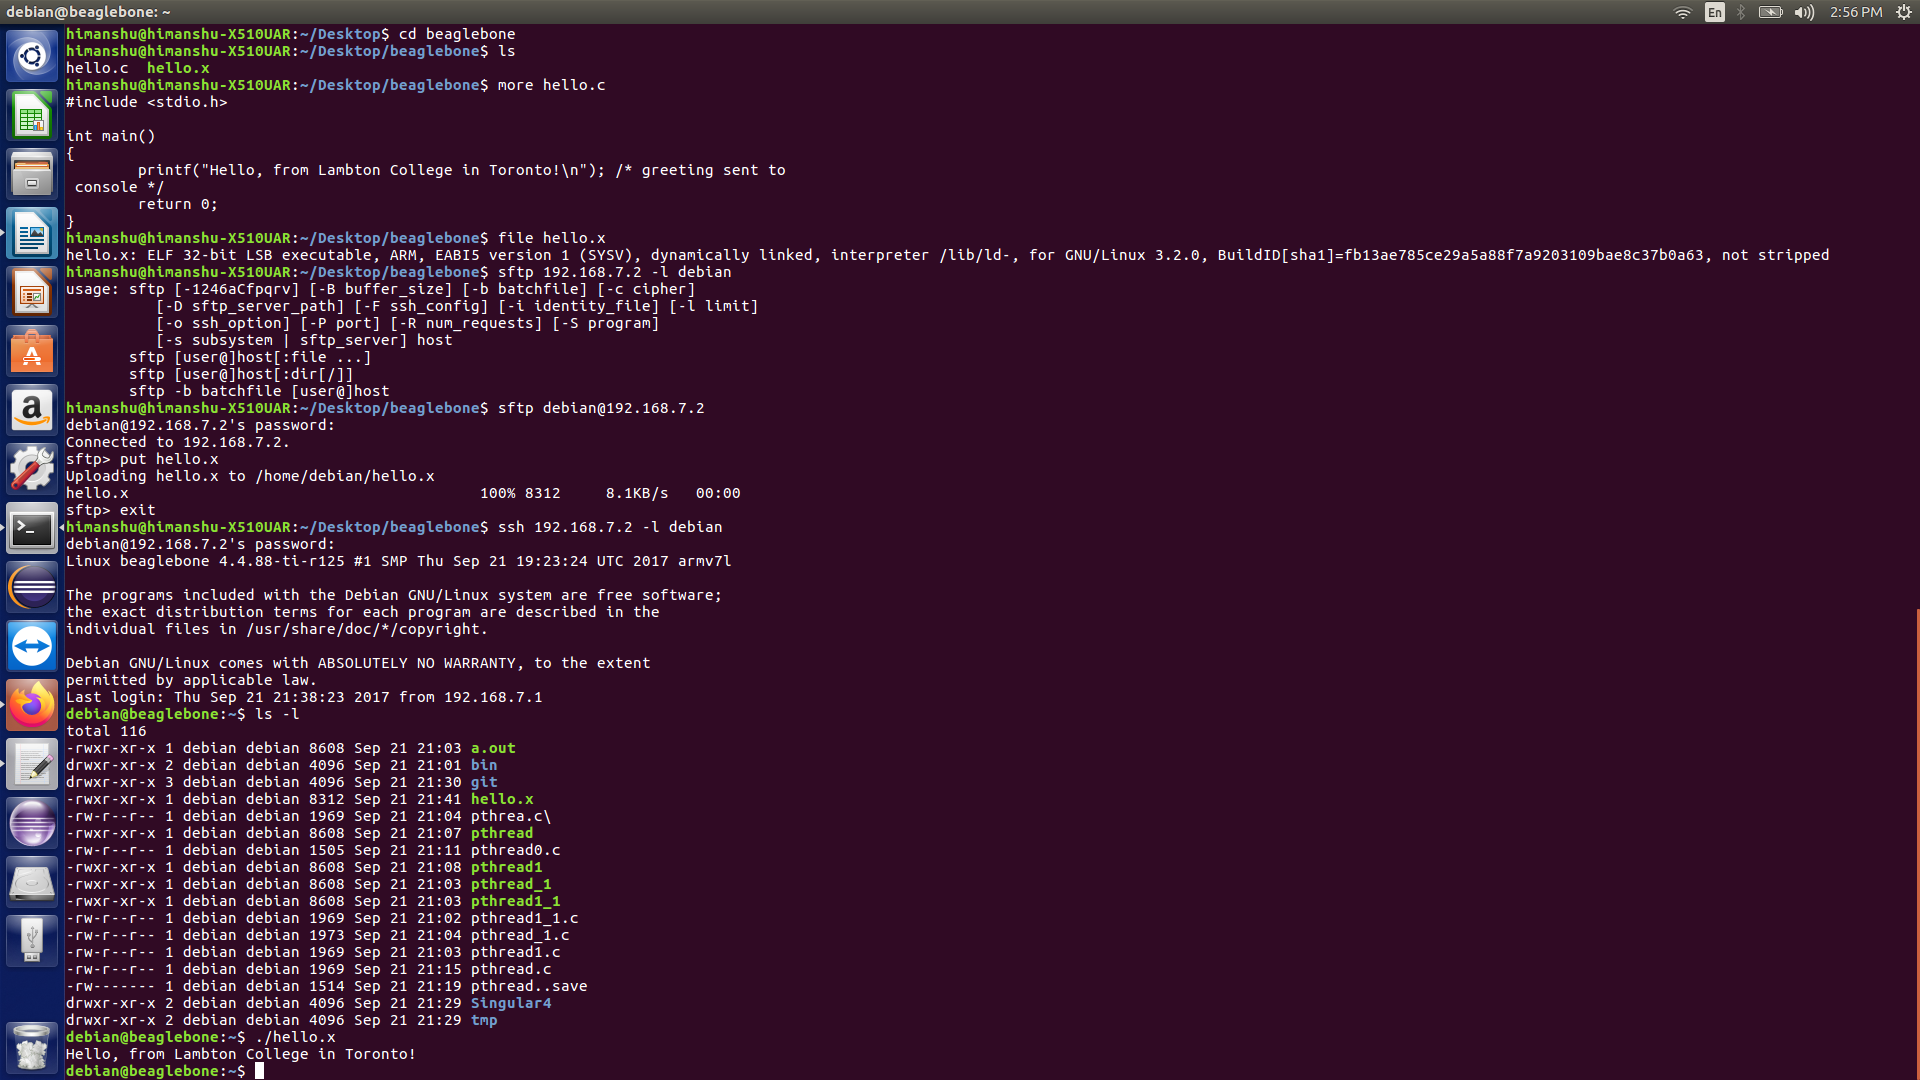 debian@beaglebone: ~
En
2:56 PM
himanshu@himanshu-X510UAR:~/Desktop$ cd beaglebone
himanshu@himanshu-X510UAR:~/Desktop/beaglebone$ ls
hello.c  hello.x
himanshu@himanshu-X510UAR:~/Desktop/beaglebone$ more hello.c
#include <stdio.h>
int main()
{
        printf("Hello, from Lambton College in Toronto!\n"); /* greeting sent to
 console */
        return 0;
}
himanshu@himanshu-X510UAR:~/Desktop/beaglebone$ file hello.x
hello.x: ELF 32-bit LSB executable, ARM, EABI5 version 1 (SYSV), dynamically linked, interpreter /lib/ld-, for GNU/Linux 3.2.0, BuildID[sha1]=fb13ae785ce29a5a88f7a9203109bae8c37b0a63, not stripped
himanshu@himanshu-X510UAR:~/Desktop/beaglebone$ sftp 192.168.7.2 -l debian
usage: sftp [-1246aCfpqrv] [-B buffer_size] [-b batchfile] [-c cipher]
          [-D sftp_server_path] [-F ssh_config] [-i identity_file] [-l limit]
          [-o ssh_option] [-P port] [-R num_requests] [-S program]
          [-s subsystem | sftp_server] host
       sftp [user@]host[:file ...]
       sftp [user@]host[:dir[/]]
       sftp -b batchfile [user@]host
himanshu@himanshu-X510UAR:~/Desktop/beaglebone$ sftp debian@192.168.7.2
debian@192.168.7.2's password:
Connected to 192.168.7.2.
sftp> put hello.x
Uploading hello.x to /home/debian/hello.x
hello.x                                       100% 8312     8.1KB/s   00:00
sftp> exit
himanshu@himanshu-X510UAR:~/Desktop/beaglebone$ ssh 192.168.7.2 -l debian
debian@192.168.7.2's password:
Linux beaglebone 4.4.88-ti-r125 #1 SMP Thu Sep 21 19:23:24 UTC 2017 armv7l
The programs included with the Debian GNU/Linux system are free software;
the exact distribution terms for each program are described in the
individual files in /usr/share/doc/*/copyright.
Debian GNU/Linux comes with ABSOLUTELY NO WARRANTY, to the extent
permitted by applicable law.
Last login: Thu Sep 21 21:38:23 2017 from 192.168.7.1
debian@beaglebone:~$ ls -l
total 116
-rwxr-xr-x 1 debian debian 8608 Sep 21 21:03 a.out
drwxr-xr-x 2 debian debian 4096 Sep 21 21:01 bin
drwxr-xr-x 3 debian debian 4096 Sep 21 21:30 git
-rwxr-xr-x 1 debian debian 8312 Sep 21 21:41 hello.x
-rw-r--r-- 1 debian debian 1969 Sep 21 21:04 pthrea.c\
-rwxr-xr-x 1 debian debian 8608 Sep 21 21:07 pthread
-rw-r--r-- 1 debian debian 1505 Sep 21 21:11 pthread0.c
-rwxr-xr-x 1 debian debian 8608 Sep 21 21:08 pthread1
-rwxr-xr-x 1 debian debian 8608 Sep 21 21:03 pthread_1
-rwxr-xr-x 1 debian debian 8608 Sep 21 21:03 pthread1_1
-rw-r--r-- 1 debian debian 1969 Sep 21 21:02 pthread1_1.c
-rw-r--r-- 1 debian debian 1973 Sep 21 21:04 pthread_1.c
-rw-r--r-- 1 debian debian 1969 Sep 21 21:03 pthread1.c
-rw-r--r-- 1 debian debian 1969 Sep 21 21:15 pthread.c
-rw------- 1 debian debian 1514 Sep 21 21:19 pthread..save
drwxr-xr-x 2 debian debian 4096 Sep 21 21:29 Singular4
drwxr-xr-x 2 debian debian 4096 Sep 21 21:29 tmp
debian@beaglebone:~$ ./hello.x
Hello, from Lambton College in Toronto!
debian@beaglebone:~$